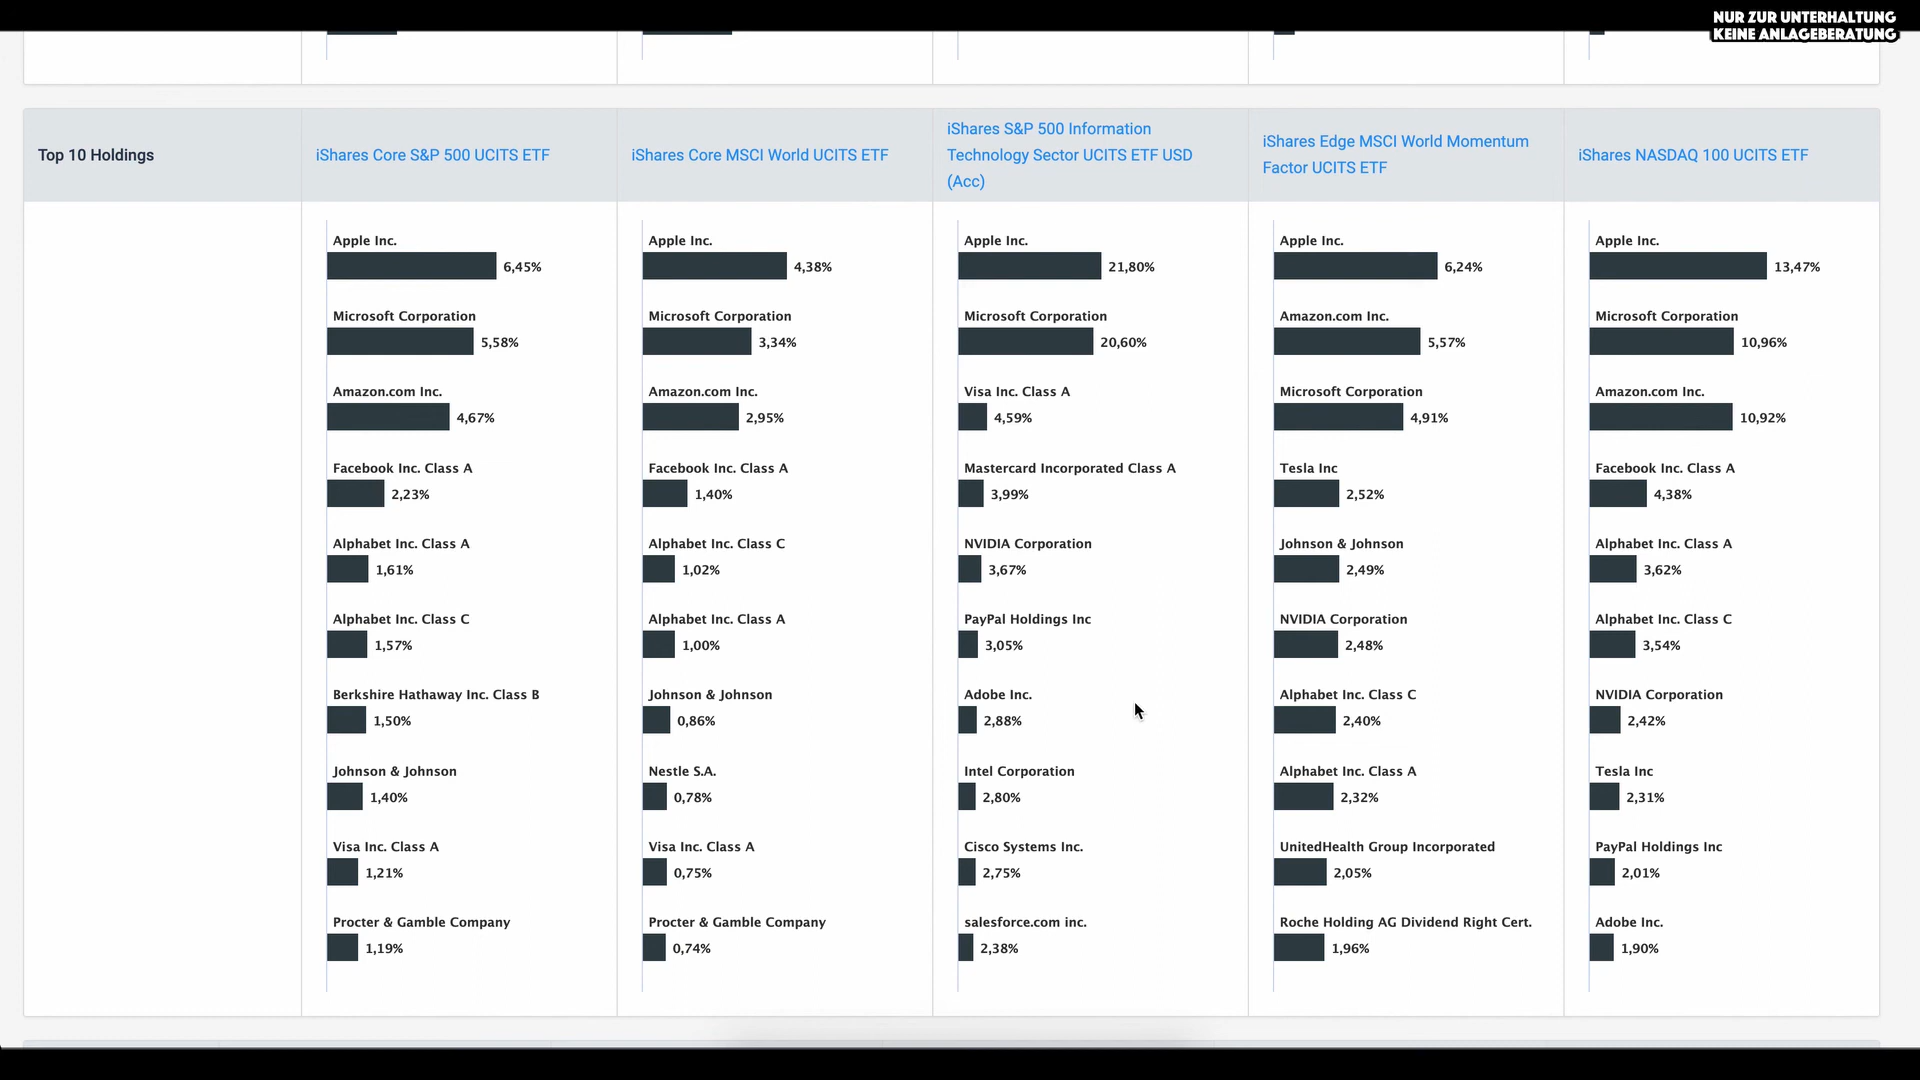 NUR ZUR UNTERHALTUNG
KEINE ANLAGEBERATUNG
Top 10 Holdings
iShares Core S&P 500 UCITS ETF
iShares Core MSCI World UCITS ETF
iShares S&P 500 Information
Technology Sector UCITS ETF USD
(Acc)
iShares Edge MSCI World Momentum
Factor UCITS ETF
iShares NASDAQ 100 UCITS ETF
Apple Inc.
6,45%
Microsoft Corporation
5,58%
Amazon.com Inc.
4,67%
Facebook Inc. Class A
2,23%
Alphabet Inc. Class A
1,61%
Alphabet Inc. Class C
1,57%
Berkshire Hathaway Inc. Class B
1,50%
Johnson & Johnson
1,40%
Visa Inc. Class A
1,21%
Procter & Gamble Company
1,19%
Apple Inc.
4,38%
Microsoft Corporation
3,34%
Amazon.com Inc.
2,95%
Facebook Inc. Class A
1,40%
Alphabet Inc. Class C
1,02%
Alphabet Inc. Class A
1,00%
Johnson & Johnson
0,86%
Nestle S.A.
0,78%
Visa Inc. Class A
0,75%
Procter & Gamble Company
0,74%
Apple Inc.
21,80%
Microsoft Corporation
20,60%
Visa Inc. Class A
4,59%
Mastercard Incorporated Class A
3,99%
NVIDIA Corporation
3,67%
PayPal Holdings Inc
3,05%
Adobe Inc.
2,88%
Intel Corporation
2,80%
Cisco Systems Inc.
2,75%
salesforce.com inc.
2,38%
Apple Inc.
6,24%
Amazon.com Inc.
5,57%
Microsoft Corporation
4,91%
Tesla Inc
2,52%
Johnson & Johnson
2,49%
NVIDIA Corporation
2,48%
Alphabet Inc. Class C
2,40%
Alphabet Inc. Class A
2,32%
UnitedHealth Group Incorporated
2,05%
Roche Holding AG Dividend Right Cert.
1,96%
Apple Inc.
13,47%
Microsoft Corporation
10,96%
Amazon.com Inc.
10,92%
Facebook Inc. Class A
4,38%
Alphabet Inc. Class A
3,62%
Alphabet Inc. Class C
3,54%
NVIDIA Corporation
2,42%
Tesla Inc
2,31%
PayPal Holdings Inc
2,01%
Adobe Inc.
1,90%